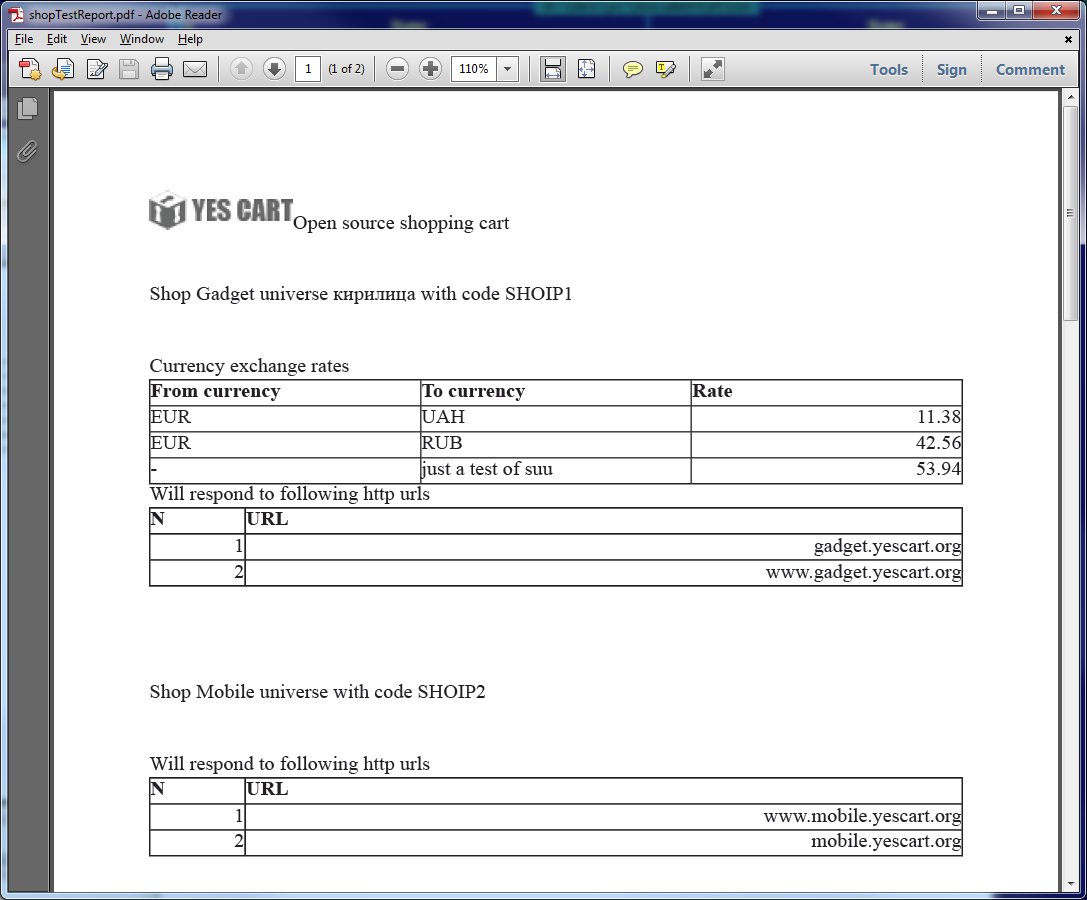 shopTestReport.pdf - Adobe Reader
File Edit View Window Help
1 (1 of 2) 110% Tools Sign Comment
YES CART Open source shopping cart
Shop Gadget universe кирилица with code SHOIP1
Currency exchange rates
From currency To currency Rate
EUR UAH 11.38
EUR RUB 42.56
- just a test of suu 53.94
Will respond to following http urls
N URL
1 gadget.yescart.org
2 www.gadget.yescart.org
Shop Mobile universe with code SHOIP2
Will respond to following http urls
N URL
1 www.mobile.yescart.org
2 mobile.yescart.org